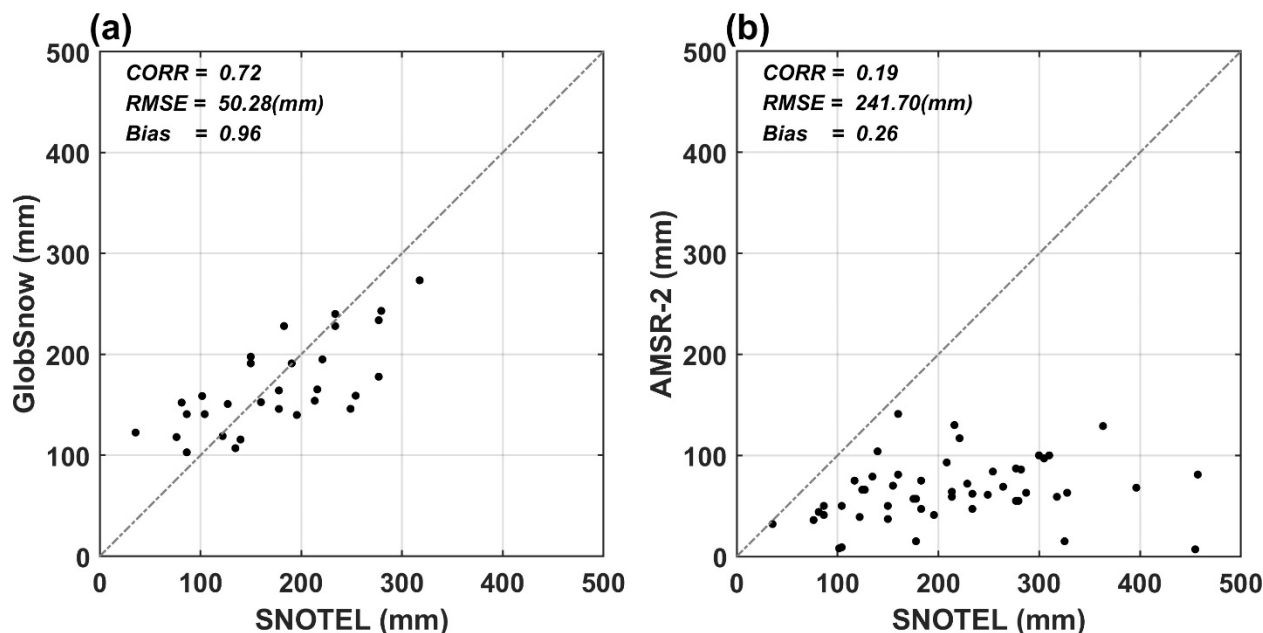 (a)
500
400
300
200
100
0
GlobSnow (mm)
CORR = 0.72
RMSE = 50.28(mm)
Bias = 0.96
0 100 200 300 400 500
SNOTEL (mm)
(b)
500
400
300
200
100
0
AMSR-2 (mm)
CORR = 0.19
RMSE = 241.70(mm)
Bias = 0.26
0 100 200 300 400 500
SNOTEL (mm)